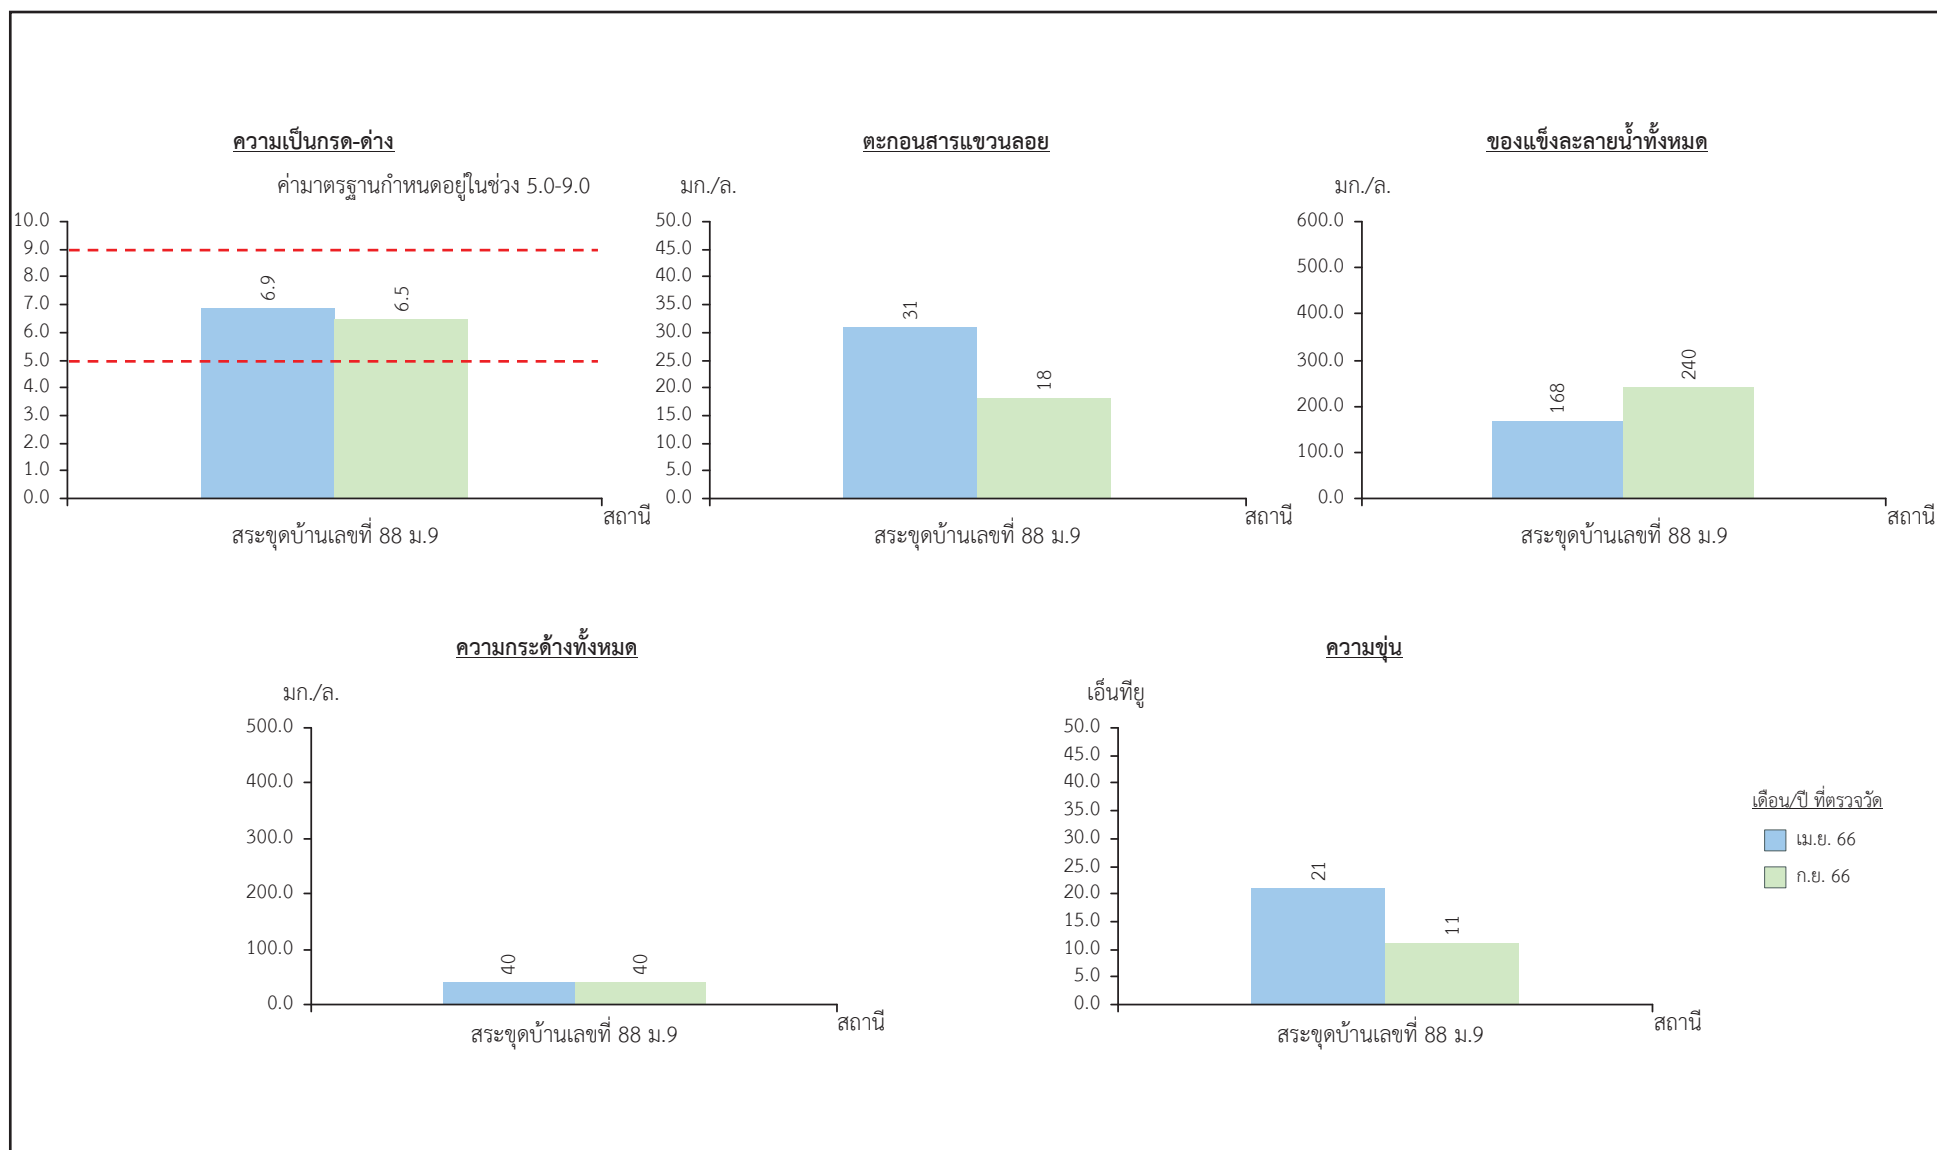 ความเป็นกรด-ด่าง
ค่ามาตรฐานกำหนดอยู่ในช่วง 5.0-9.0
10.0
9.0
8.0
7.0
6.0
5.0
4.0
3.0
2.0
1.0
0.0
6.9
6.5
สถานี
สระขุดบ้านเลขที่ 88 ม.9
ตะกอนสารแขวนลอย
มก./ล.
50.0
45.0
40.0
35.0
30.0
25.0
20.0
15.0
10.0
5.0
0.0
31
18
สถานี
สระขุดบ้านเลขที่ 88 ม.9
ของแข็งละลายน้ำทั้งหมด
มก./ล.
600.0
500.0
400.0
300.0
200.0
100.0
0.0
168
240
สถานี
สระขุดบ้านเลขที่ 88 ม.9
ความกระด้างทั้งหมด
มก./ล.
500.0
400.0
300.0
200.0
100.0
0.0
40
40
สถานี
สระขุดบ้านเลขที่ 88 ม.9
ความขุ่น
เอ็นทียู
50.0
45.0
40.0
35.0
30.0
25.0
20.0
15.0
10.0
5.0
0.0
21
11
สถานี
สระขุดบ้านเลขที่ 88 ม.9
เดือน/ปี ที่ตรวจวัด
เม.ย. 66
ก.ย. 66